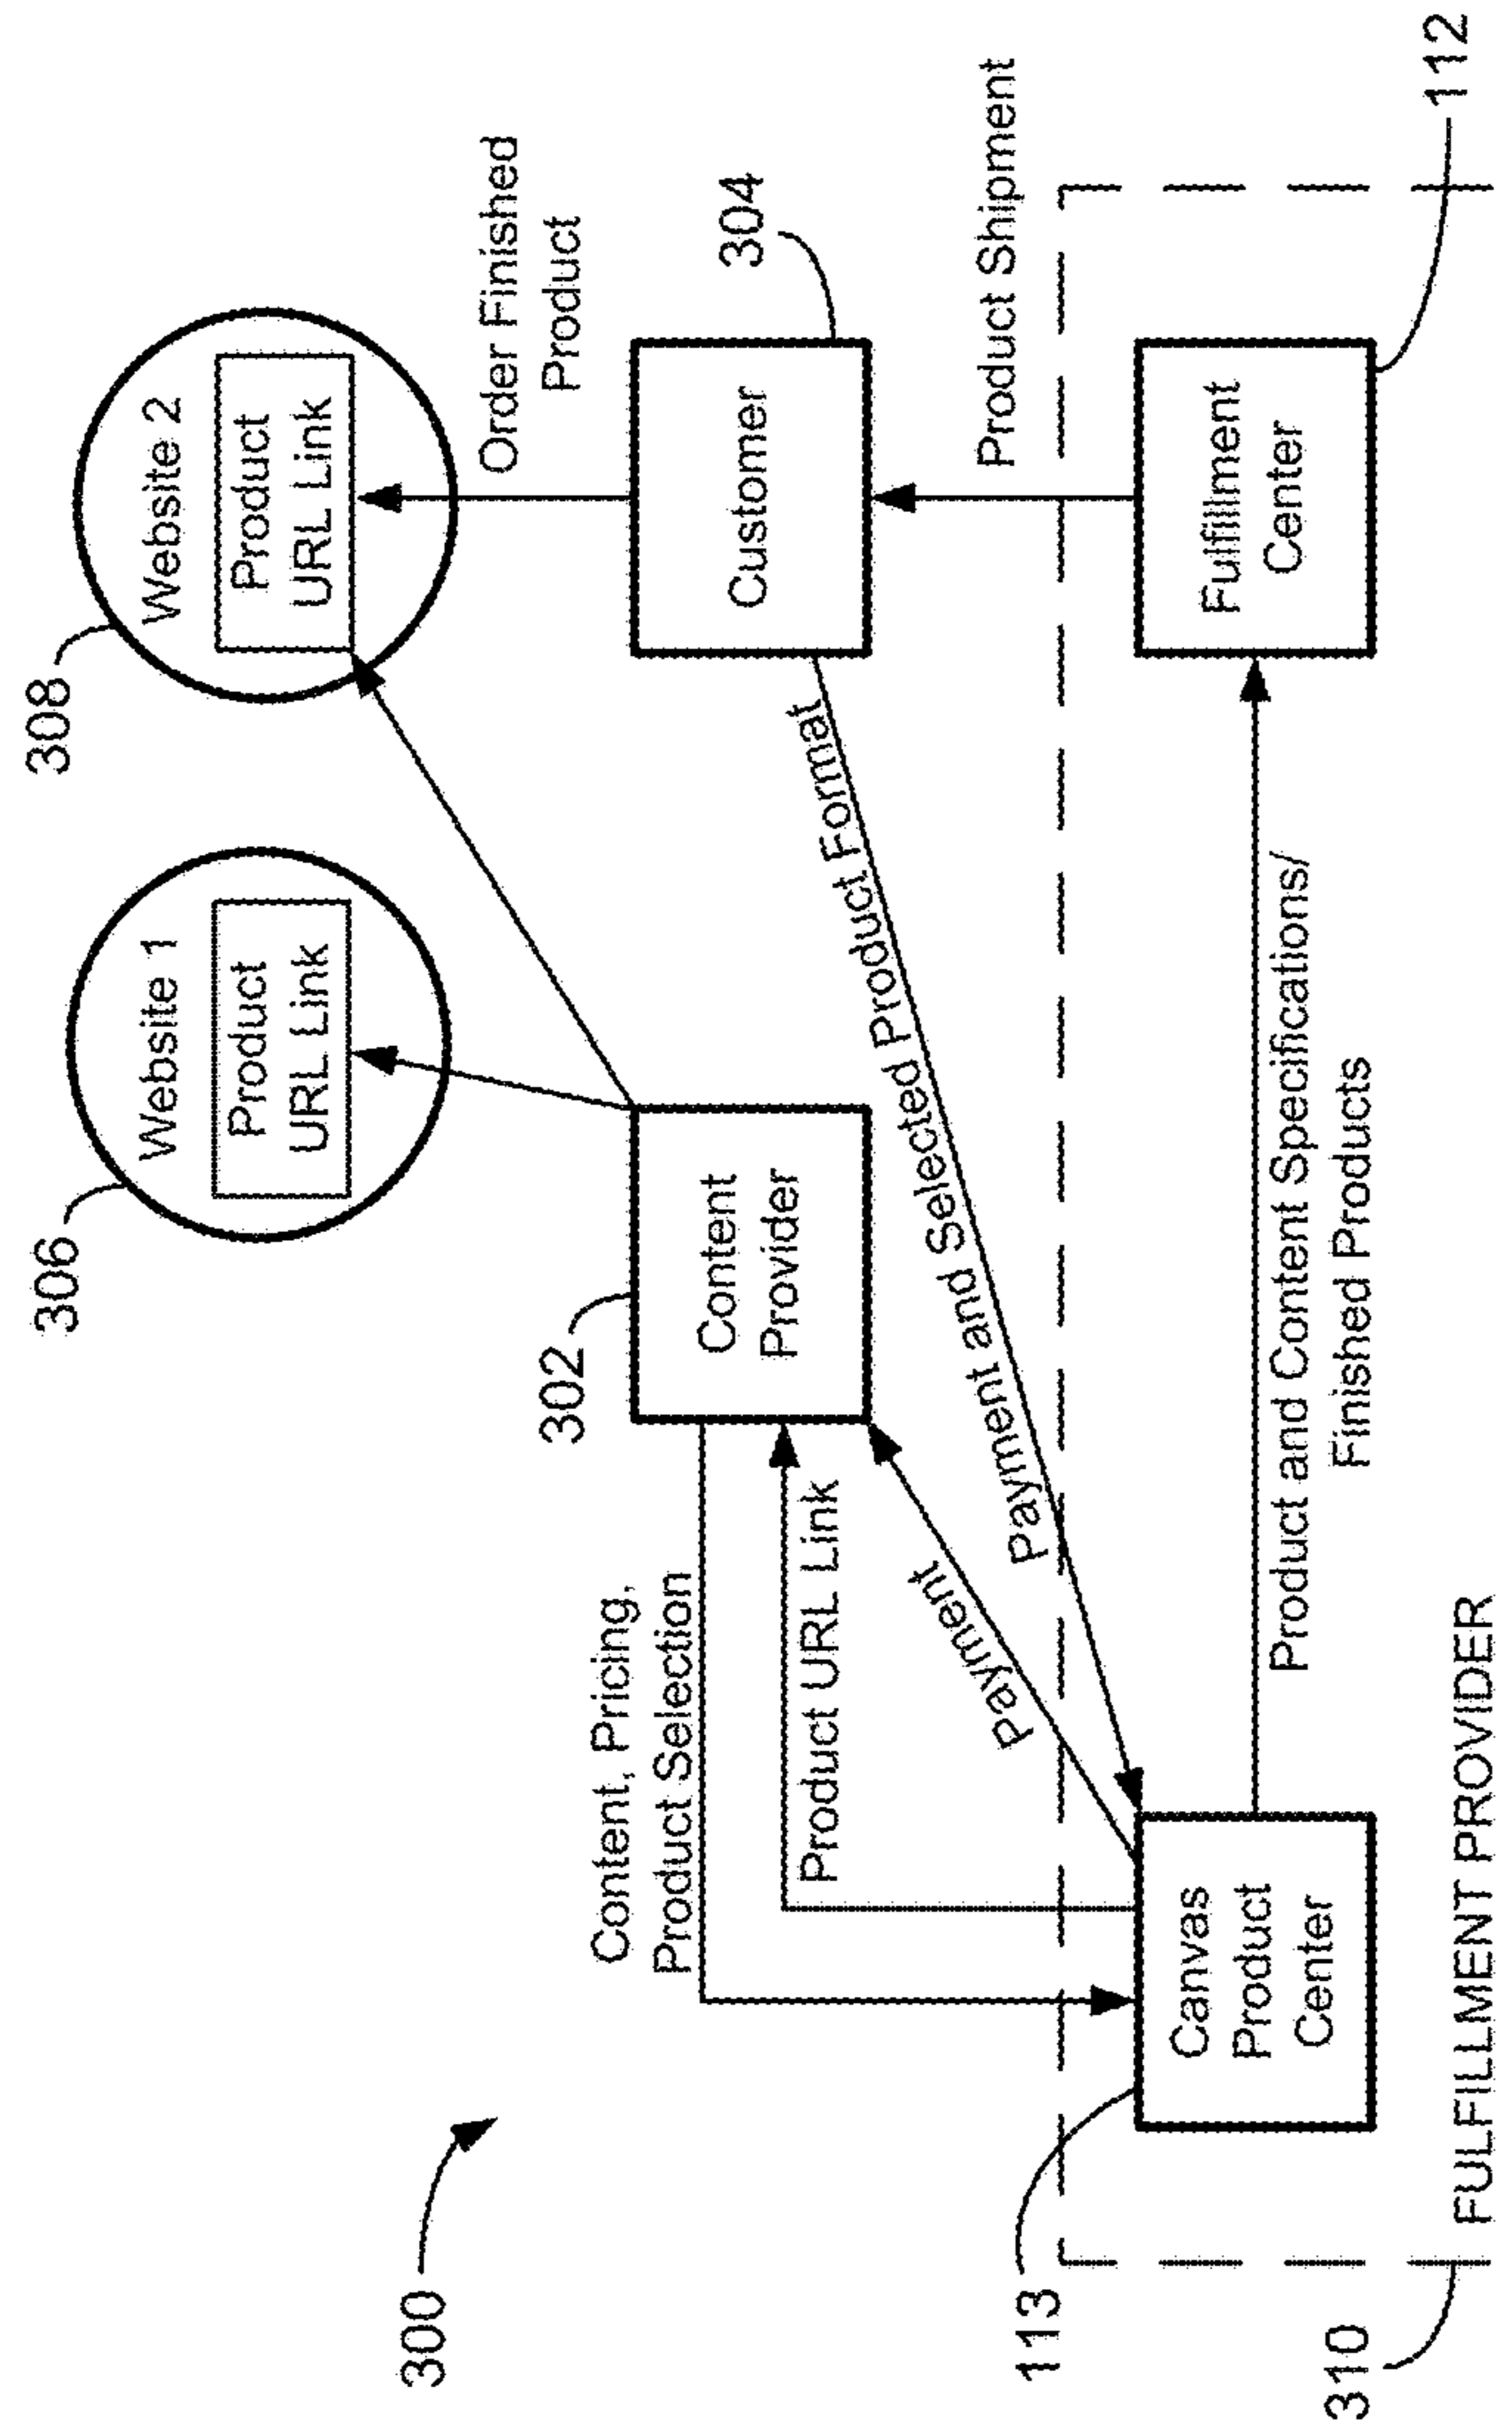 300
306
Website 1
Product
URL Link
308
Website 2
Product
URL Link
Order Finished
Product
302
Content
Provider
Customer
304
Content, Pricing,
Product Selection
Product URL Link
Payment
Payment and Selected Product Format
Product Shipment
113
Canvas
Product
Center
Product and Content Specifications/
Finished Products
Fulfillment
Center
112
310
FULFILLMENT PROVIDER